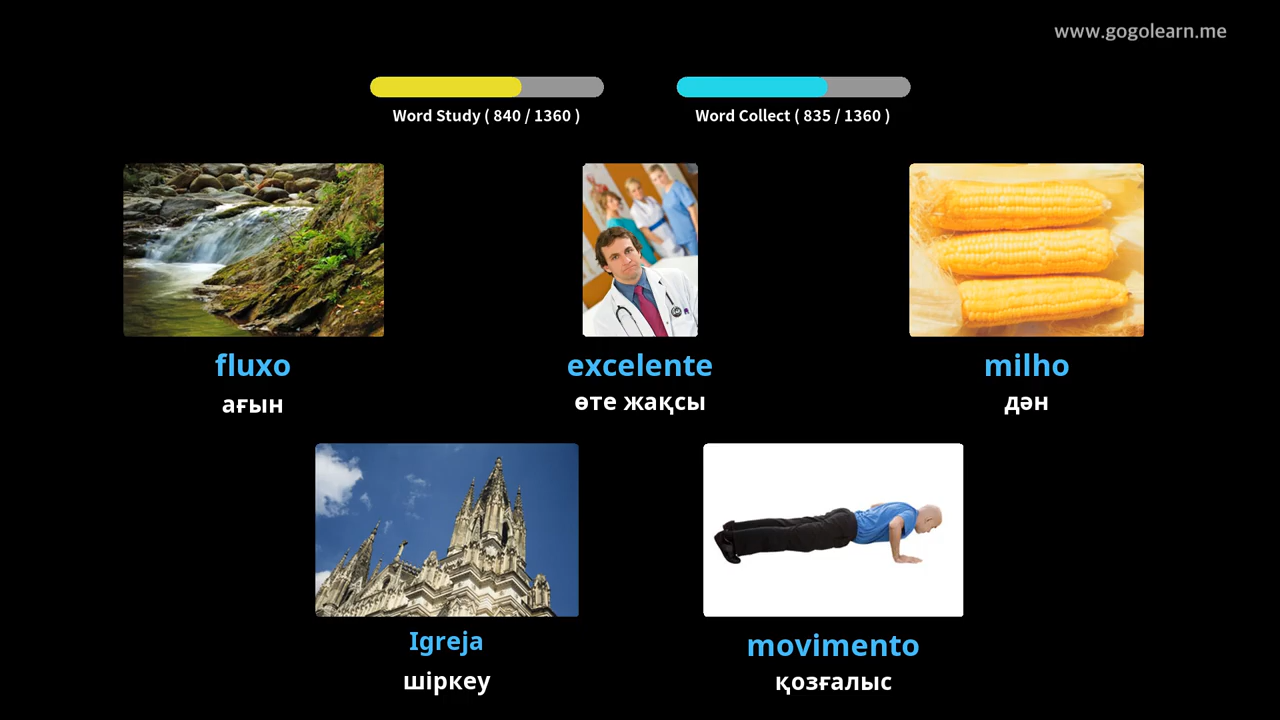 www.gogolearn.me
Word Study ( 840 / 1360 )
Word Collect ( 835 / 1360 )
fluxo
ағын
excelente
өте жақсы
milho
дән
Igreja
шіркеу
movimento
қозғалыс